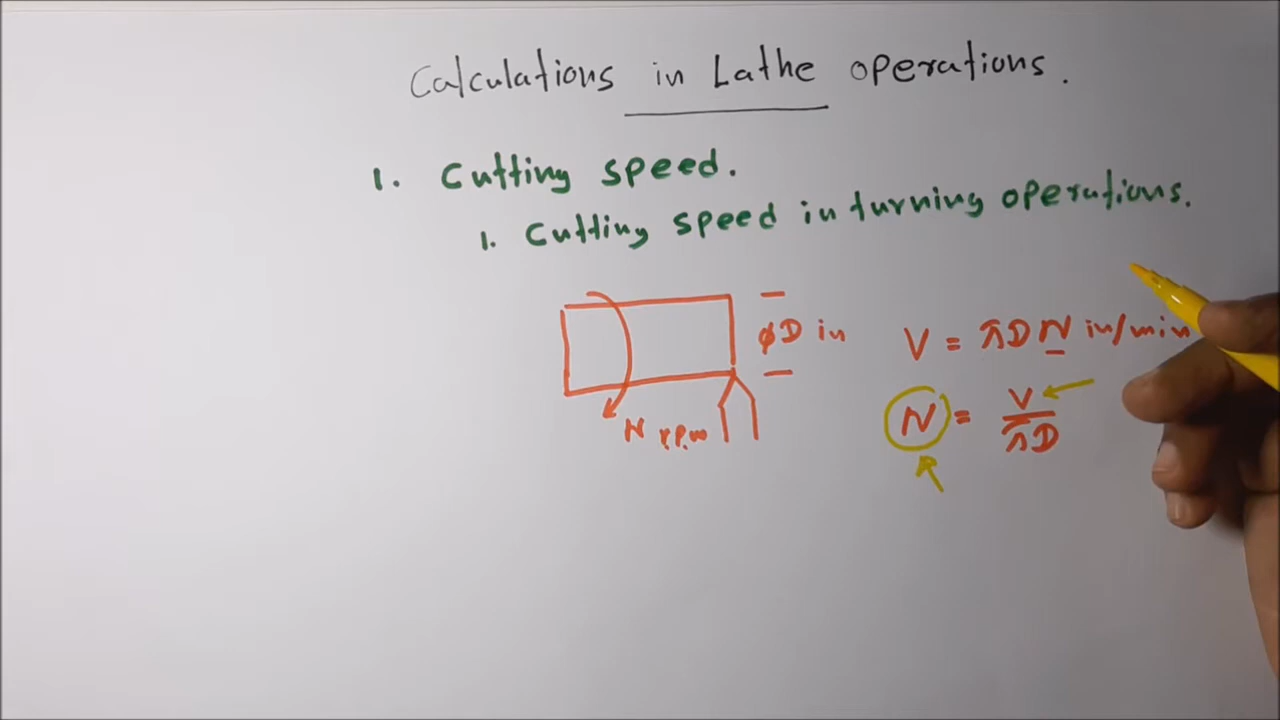 Calculations in Lathe operations.
1. Cutting speed.
1. Cutting speed in turning operations.
ϕD in
V = πDN in/min
N r.p.m
N = V/πD